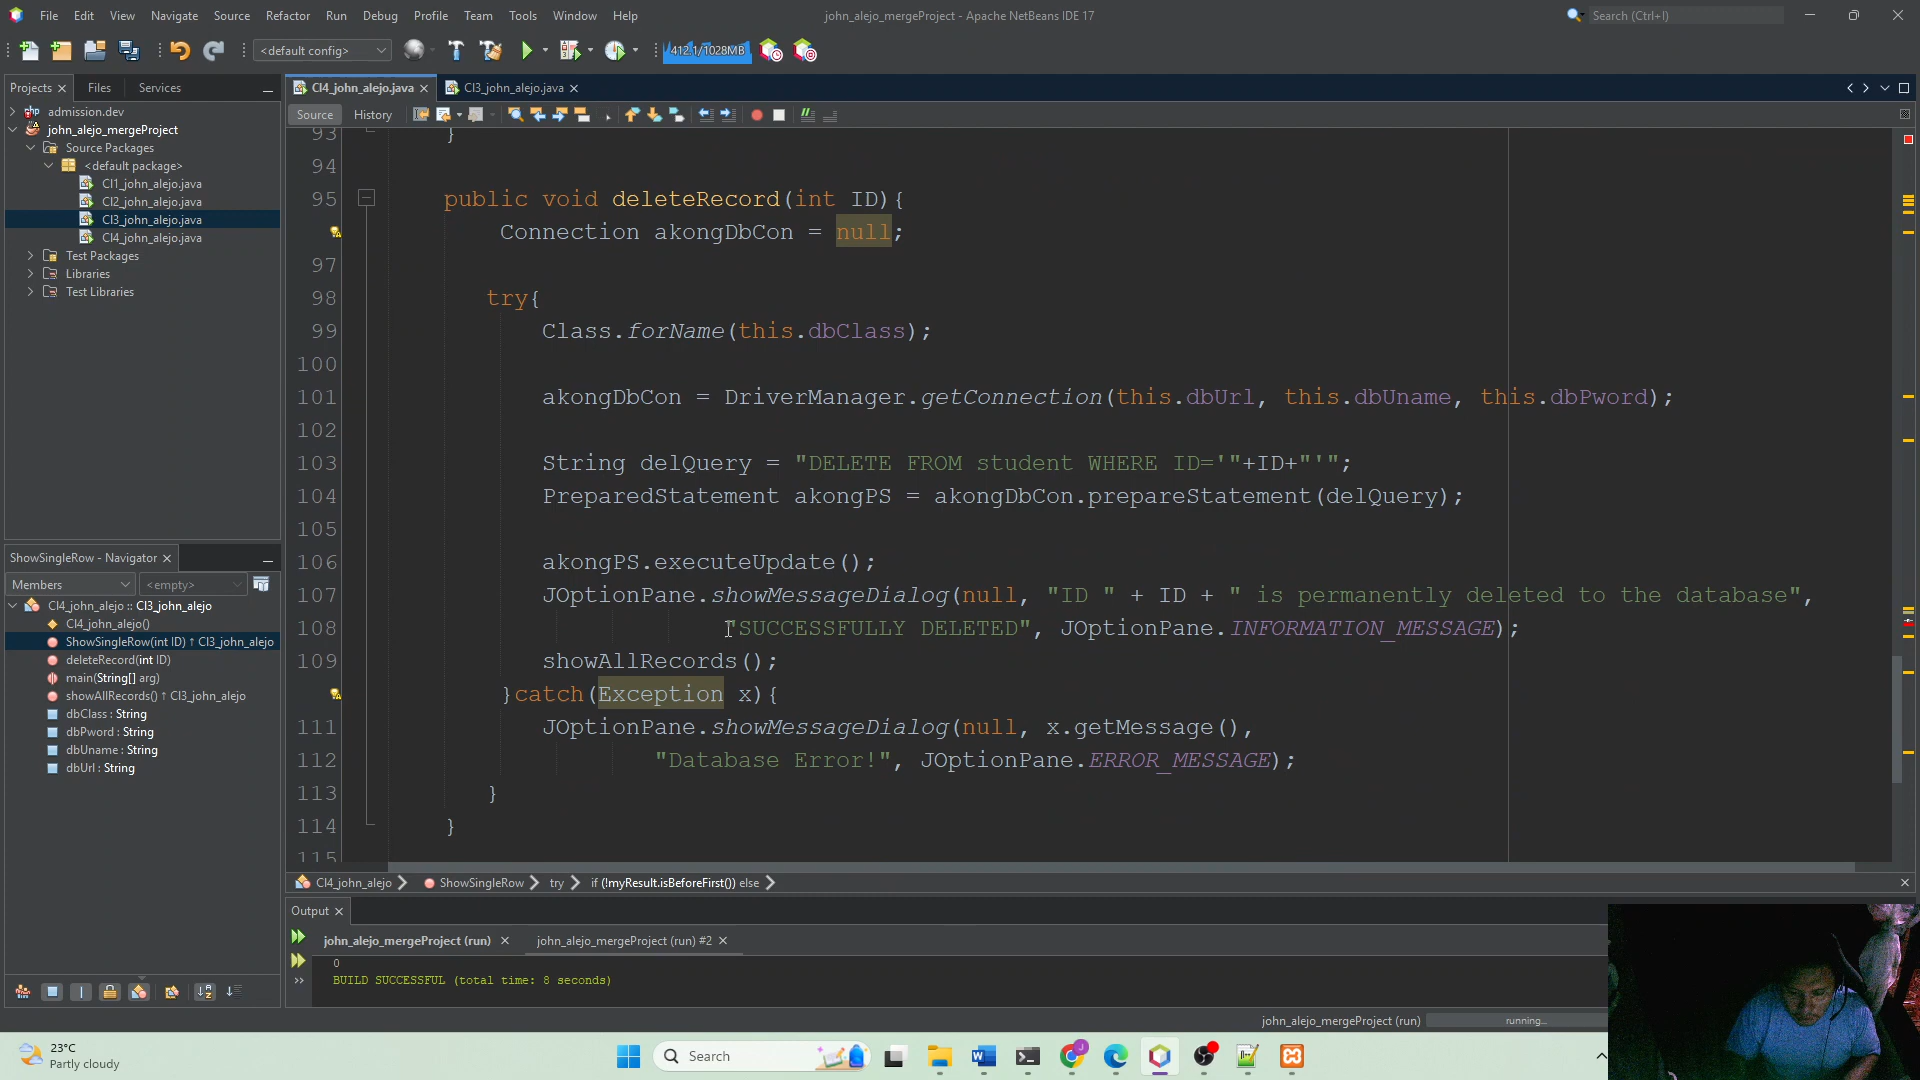 File Edit View Navigate Source Refactor Run Debug Profile Team Tools Window Help
john_alejo_mergeProject - Apache NetBeans IDE 17
Search (Ctrl+I)
<default config>
412.1/1028MB
Projects
Files
Services
CI4_john_alejo.java
CI3_john_alejo.java
Source
History
admission.dev
john_alejo_mergeProject
Source Packages
<default package>
CI1_john_alejo.java
CI2_john_alejo.java
CI3_john_alejo.java
CI4_john_alejo.java
Test Packages
Libraries
Test Libraries
93 }
94
95 public void deleteRecord(int ID){
Connection akongDbCon = null;
97
98 try{
99 Class.forName(this.dbClass);
100
101 akongDbCon = DriverManager.getConnection(this.dbUrl, this.dbUname, this.dbPword);
102
103 String delQuery = "DELETE FROM student WHERE ID='"+ID+"'";
104 PreparedStatement akongPS = akongDbCon.prepareStatement(delQuery);
105
106 akongPS.executeUpdate();
107 JOptionPane.showMessageDialog(null, "ID " + ID + " is permanently deleted to the database",
108 "SUCCESSFULLY DELETED", JOptionPane.INFORMATION_MESSAGE);
109 showAllRecords();
}catch(Exception x){
111 JOptionPane.showMessageDialog(null, x.getMessage(),
112 "Database Error!", JOptionPane.ERROR_MESSAGE);
113 }
114 }
115
ShowSingleRow - Navigator
Members
<empty>
CI4_john_alejo :: CI3_john_alejo
CI4_john_alejo()
ShowSingleRow(int ID) ↑ CI3_john_alejo
deleteRecord(int ID)
main(String[] arg)
showAllRecords() ↑ CI3_john_alejo
dbClass : String
dbPword : String
dbUname : String
dbUrl : String
CI4_john_alejo
ShowSingleRow
try
if (!myResult.isBeforeFirst()) else
Output
john_alejo_mergeProject (run)
john_alejo_mergeProject (run) #2
0
BUILD SUCCESSFUL (total time: 8 seconds)
john_alejo_mergeProject (run)
running...
23°C
Partly cloudy
Search